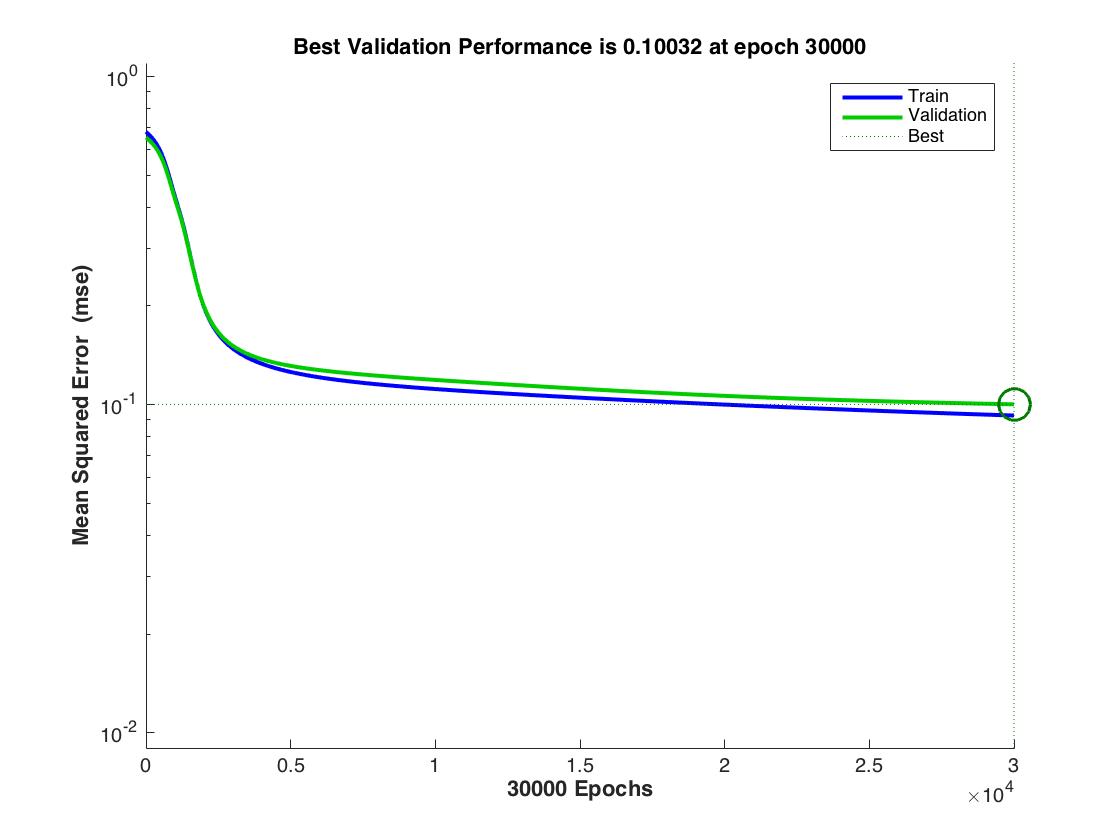 Best Validation Performance is 0.10032 at epoch 30000
Train
Validation
Best
Mean Squared Error (mse)
10^0
10^-1
10^-2
0 0.5 1 1.5 2 2.5 3
×10^4
30000 Epochs